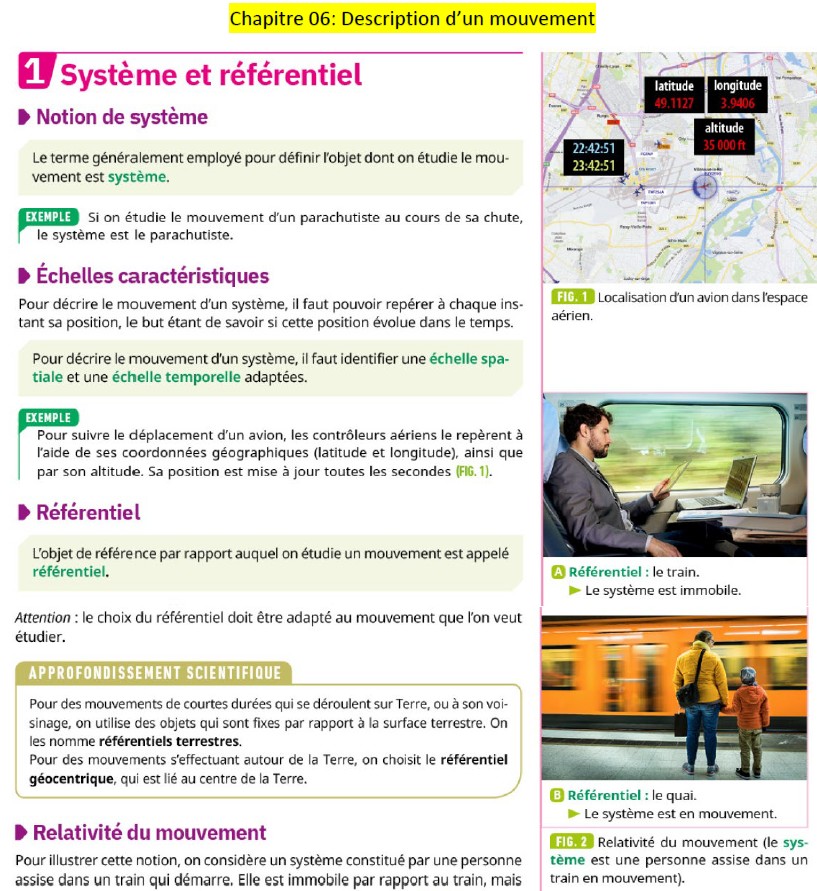 Chapitre 06: Description d'un mouvement
1 Système et référentiel
Notion de système
Le terme généralement employé pour définir l'objet dont on étudie le mou-
vement est système.
EXEMPLE Si on étudie le mouvement d'un parachutiste au cours de sa chute,
le système est le parachutiste.
Échelles caractéristiques
Pour décrire le mouvement d'un système, il faut pouvoir repérer à chaque ins-
tant sa position, le but étant de savoir si cette position évolue dans le temps.
Pour décrire le mouvement d'un système, il faut identifier une échelle spa-
tiale et une échelle temporelle adaptées.
EXEMPLE
Pour suivre le déplacement d'un avion, les contrôleurs aériens le repèrent à
l'aide de ses coordonnées géographiques (latitude et longitude), ainsi que
par son altitude. Sa position est mise à jour toutes les secondes (FIG. 1).
Référentiel
L'objet de référence par rapport auquel on étudie un mouvement est appelé
référentiel.
Attention : le choix du référentiel doit être adapté au mouvement que l'on veut
étudier.
APPROFONDISSEMENT SCIENTIFIQUE
Pour des mouvements de courtes durées qui se déroulent sur Terre, ou à son voi-
sinage, on utilise des objets qui sont fixes par rapport à la surface terrestre. On
les nomme référentiels terrestres.
Pour des mouvements s'effectuant autour de la Terre, on choisit le référentiel
géocentrique, qui est lié au centre de la Terre.
Relativité du mouvement
Pour illustrer cette notion, on considère un système constitué par une personne
assise dans un train qui démarre. Elle est immobile par rapport au train, mais
latitude
49.1127
longitude
3.9406
altitude
35 000 ft
22:42:51
23:42:51
FIG. 1 Localisation d'un avion dans l'espace
aérien.
A Référentiel : le train.
Le système est immobile.
B Référentiel : le quai.
Le système est en mouvement.
FIG. 2 Relativité du mouvement (le sys-
tème est une personne assise dans un
train en mouvement).